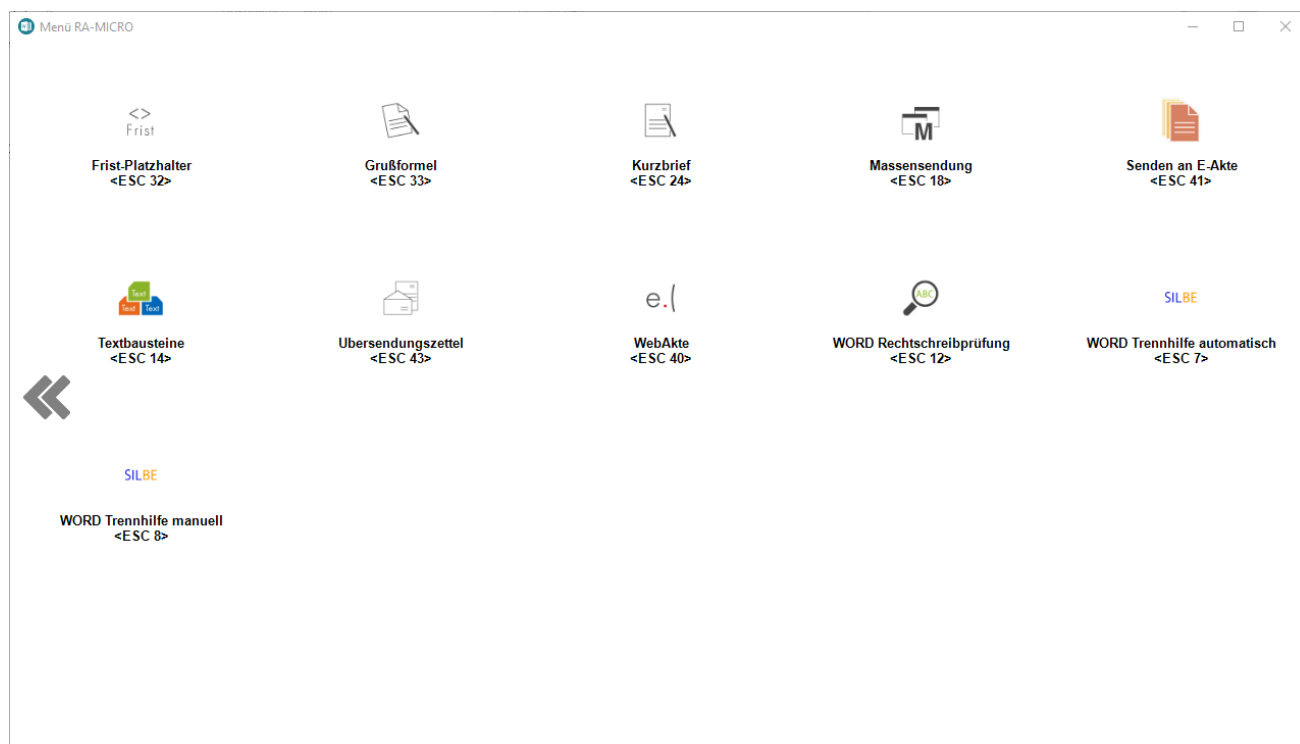 Menü RA-MICRO
<>
Frist
Frist-Platzhalter
<ESC 32>
Grußformel
<ESC 33>
Kurzbrief
<ESC 24>
M
Massensendung
<ESC 18>
Senden an E-Akte
<ESC 41>
Text
Text Text
Textbausteine
<ESC 14>
Übersendungszettel
<ESC 43>
e.(
WebAkte
<ESC 40>
ABC
WORD Rechtschreibprüfung
<ESC 12>
SILBE
WORD Trennhilfe automatisch
<ESC 7>
SILBE
WORD Trennhilfe manuell
<ESC 8>